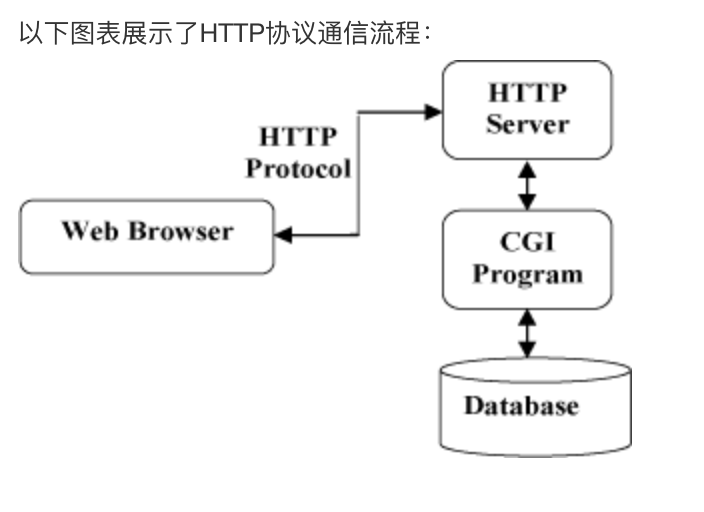 以下图表展示了HTTP协议通信流程：
HTTP
Server
HTTP
Protocol
Web Browser
CGI
Program
Database